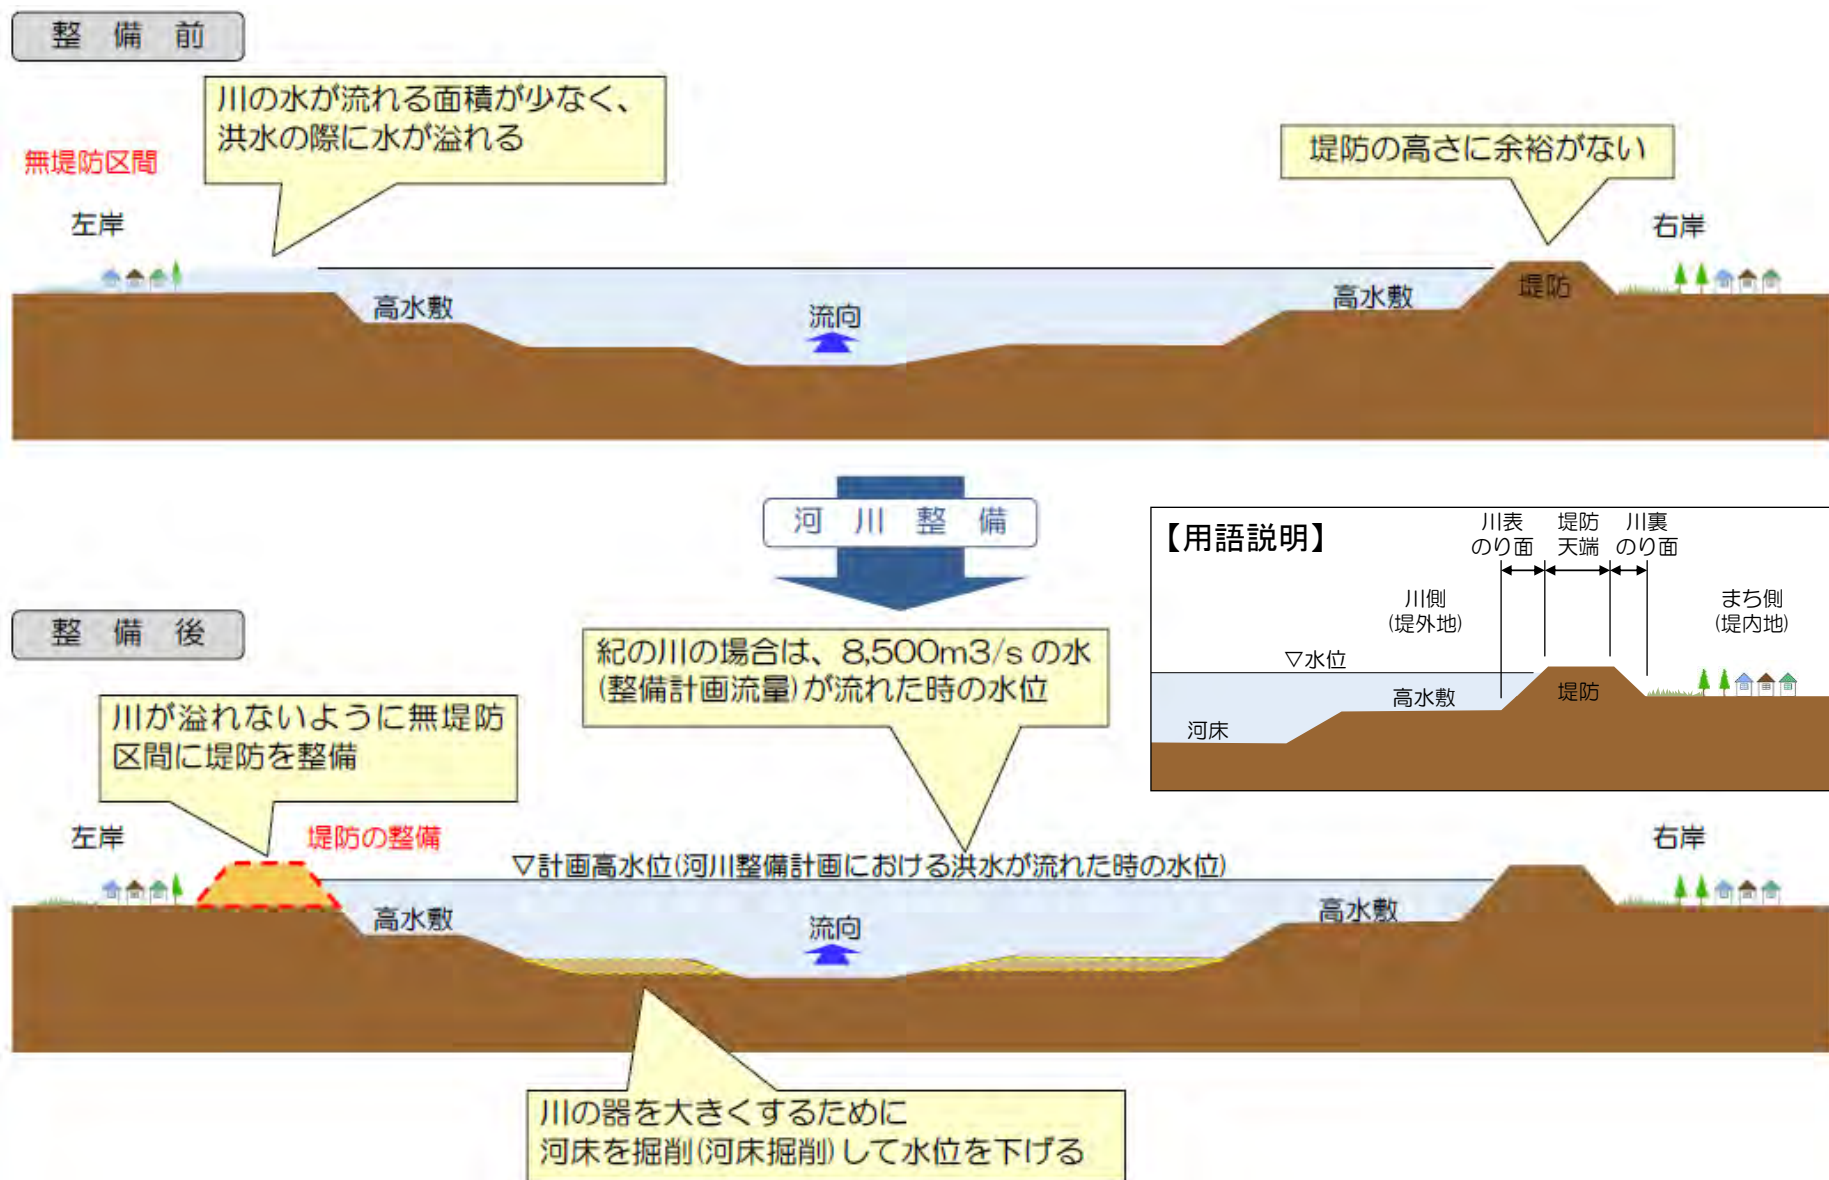 整備前
川の水が流れる面積が少なく、
洪水の際に水が溢れる
堤防の高さに余裕がない
無堤防区間
左岸
右岸
高水敷
流向
高水敷
堤防
河川整備
【用語説明】
川表
のり面
堤防
天端
川裏
のり面
川側
(堤外地)
まち側
(堤内地)
▽水位
高水敷
堤防
河床
整備後
紀の川の場合は、8,500m3/sの水
(整備計画流量)が流れた時の水位
川が溢れないように無堤防
区間に堤防を整備
左岸
堤防の整備
▽計画高水位(河川整備計画における洪水が流れた時の水位)
右岸
高水敷
流向
高水敷
川の器を大きくするために
河床を掘削(河床掘削)して水位を下げる